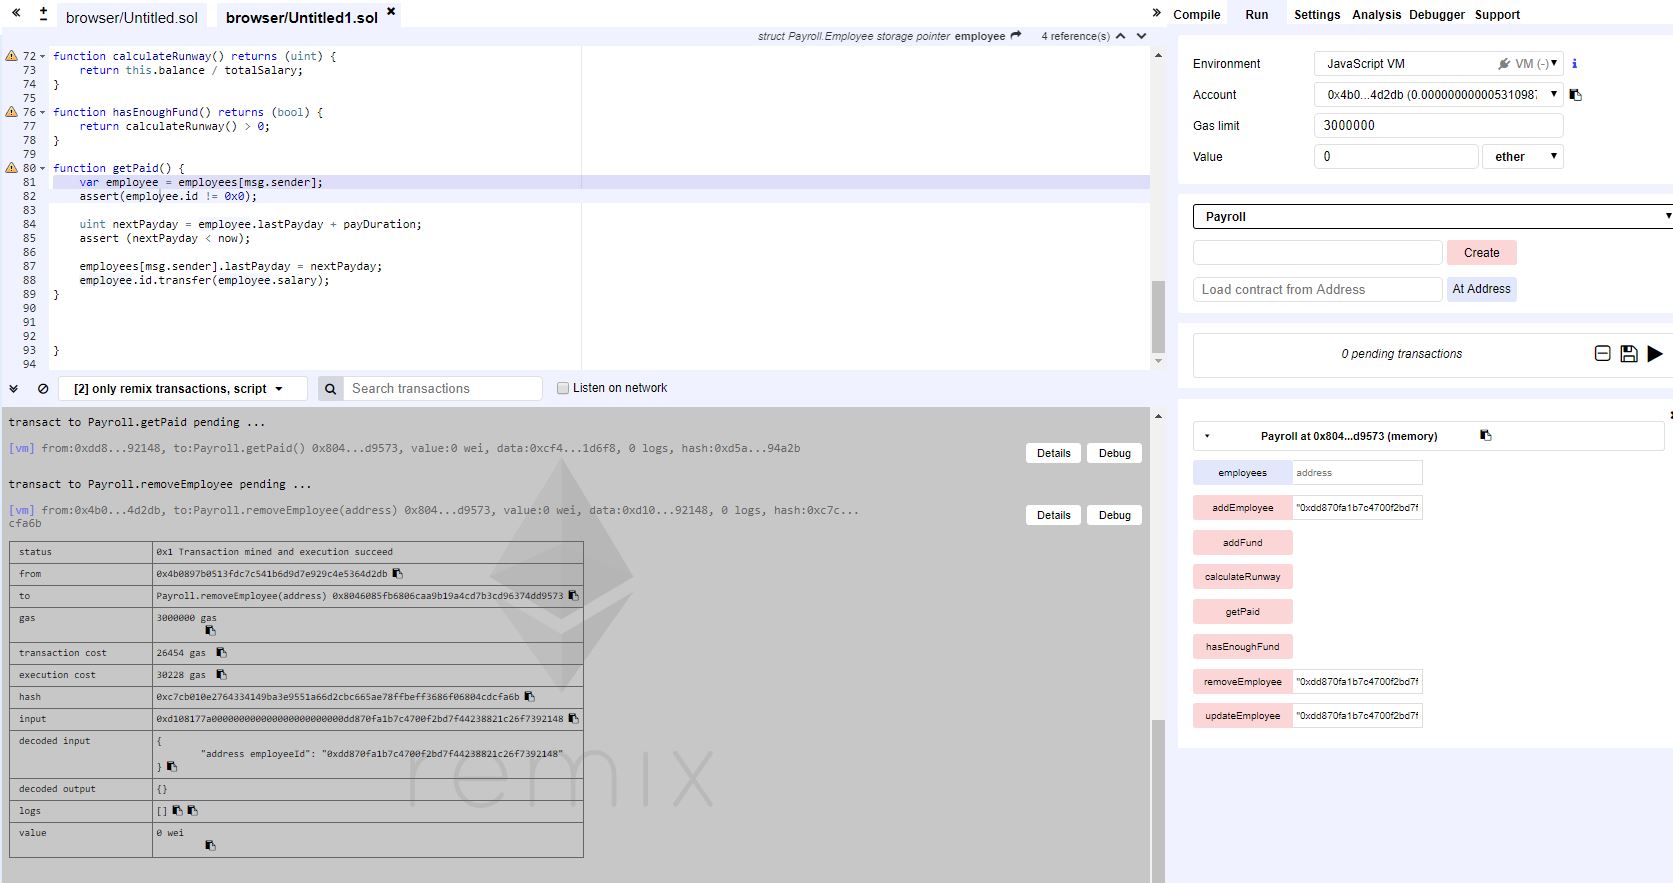 browser/Untitled.sol browser/Untitled1.sol
Compile Run Settings Analysis Debugger Support
struct Payroll.Employee storage pointer employee 4 reference(s)
72 function calculateRunway() returns (uint) {
73 return this.balance / totalSalary;
74 }
75
76 function hasEnoughFund() returns (bool) {
77 return calculateRunway() > 0;
78 }
79
80 function getPaid() {
81 var employee = employees[msg.sender];
82 assert(employee.id != 0x0);
83
84 uint nextPayday = employee.lastPayday + payDuration;
85 assert (nextPayday < now);
86
87 employees[msg.sender].lastPayday = nextPayday;
88 employee.id.transfer(employee.salary);
89 }
90
91
92
93 }
94
[2] only remix transactions, script Search transactions Listen on network
transact to Payroll.getPaid pending ...
[vm] from:0xdd8...92148, to:Payroll.getPaid() 0x804...d9573, value:0 wei, data:0xcf4...1d6f8, 0 logs, hash:0xd5a...94a2b
Details Debug
transact to Payroll.removeEmployee pending ...
[vm] from:0x4b0...4d2db, to:Payroll.removeEmployee(address) 0x804...d9573, value:0 wei, data:0xd10...92148, 0 logs, hash:0xc7c...
cfa6b
Details Debug
status 0x1 Transaction mined and execution succeed
from 0x4b0897b0513fdc7c541b6d9d7e929c4e5364d2db
to Payroll.removeEmployee(address) 0x8046085fb6806caa9b19a4cd7b3cd96374dd9573
gas 3000000 gas
transaction cost 26454 gas
execution cost 30228 gas
hash 0xc7cb010e2764334149ba3e9551a66d2cbc665ae78ffbeff3686f06804cdcfa6b
input 0xd108177a000000000000000000000000dd870fa1b7c4700f2bd7f44238821c26f7392148
decoded input {
"address employeeId": "0xdd870fa1b7c4700f2bd7f44238821c26f7392148"
}
decoded output {}
logs []
value 0 wei
remix
Environment JavaScript VM VM (-)
Account 0x4b0...4d2db (0.00000000000531098
Gas limit 3000000
Value 0 ether
Payroll
Create
Load contract from Address At Address
0 pending transactions
Payroll at 0x804...d9573 (memory)
employees address
addEmployee "0xdd870fa1b7c4700f2bd7f
addFund
calculateRunway
getPaid
hasEnoughFund
removeEmployee "0xdd870fa1b7c4700f2bd7f
updateEmployee "0xdd870fa1b7c4700f2bd7f